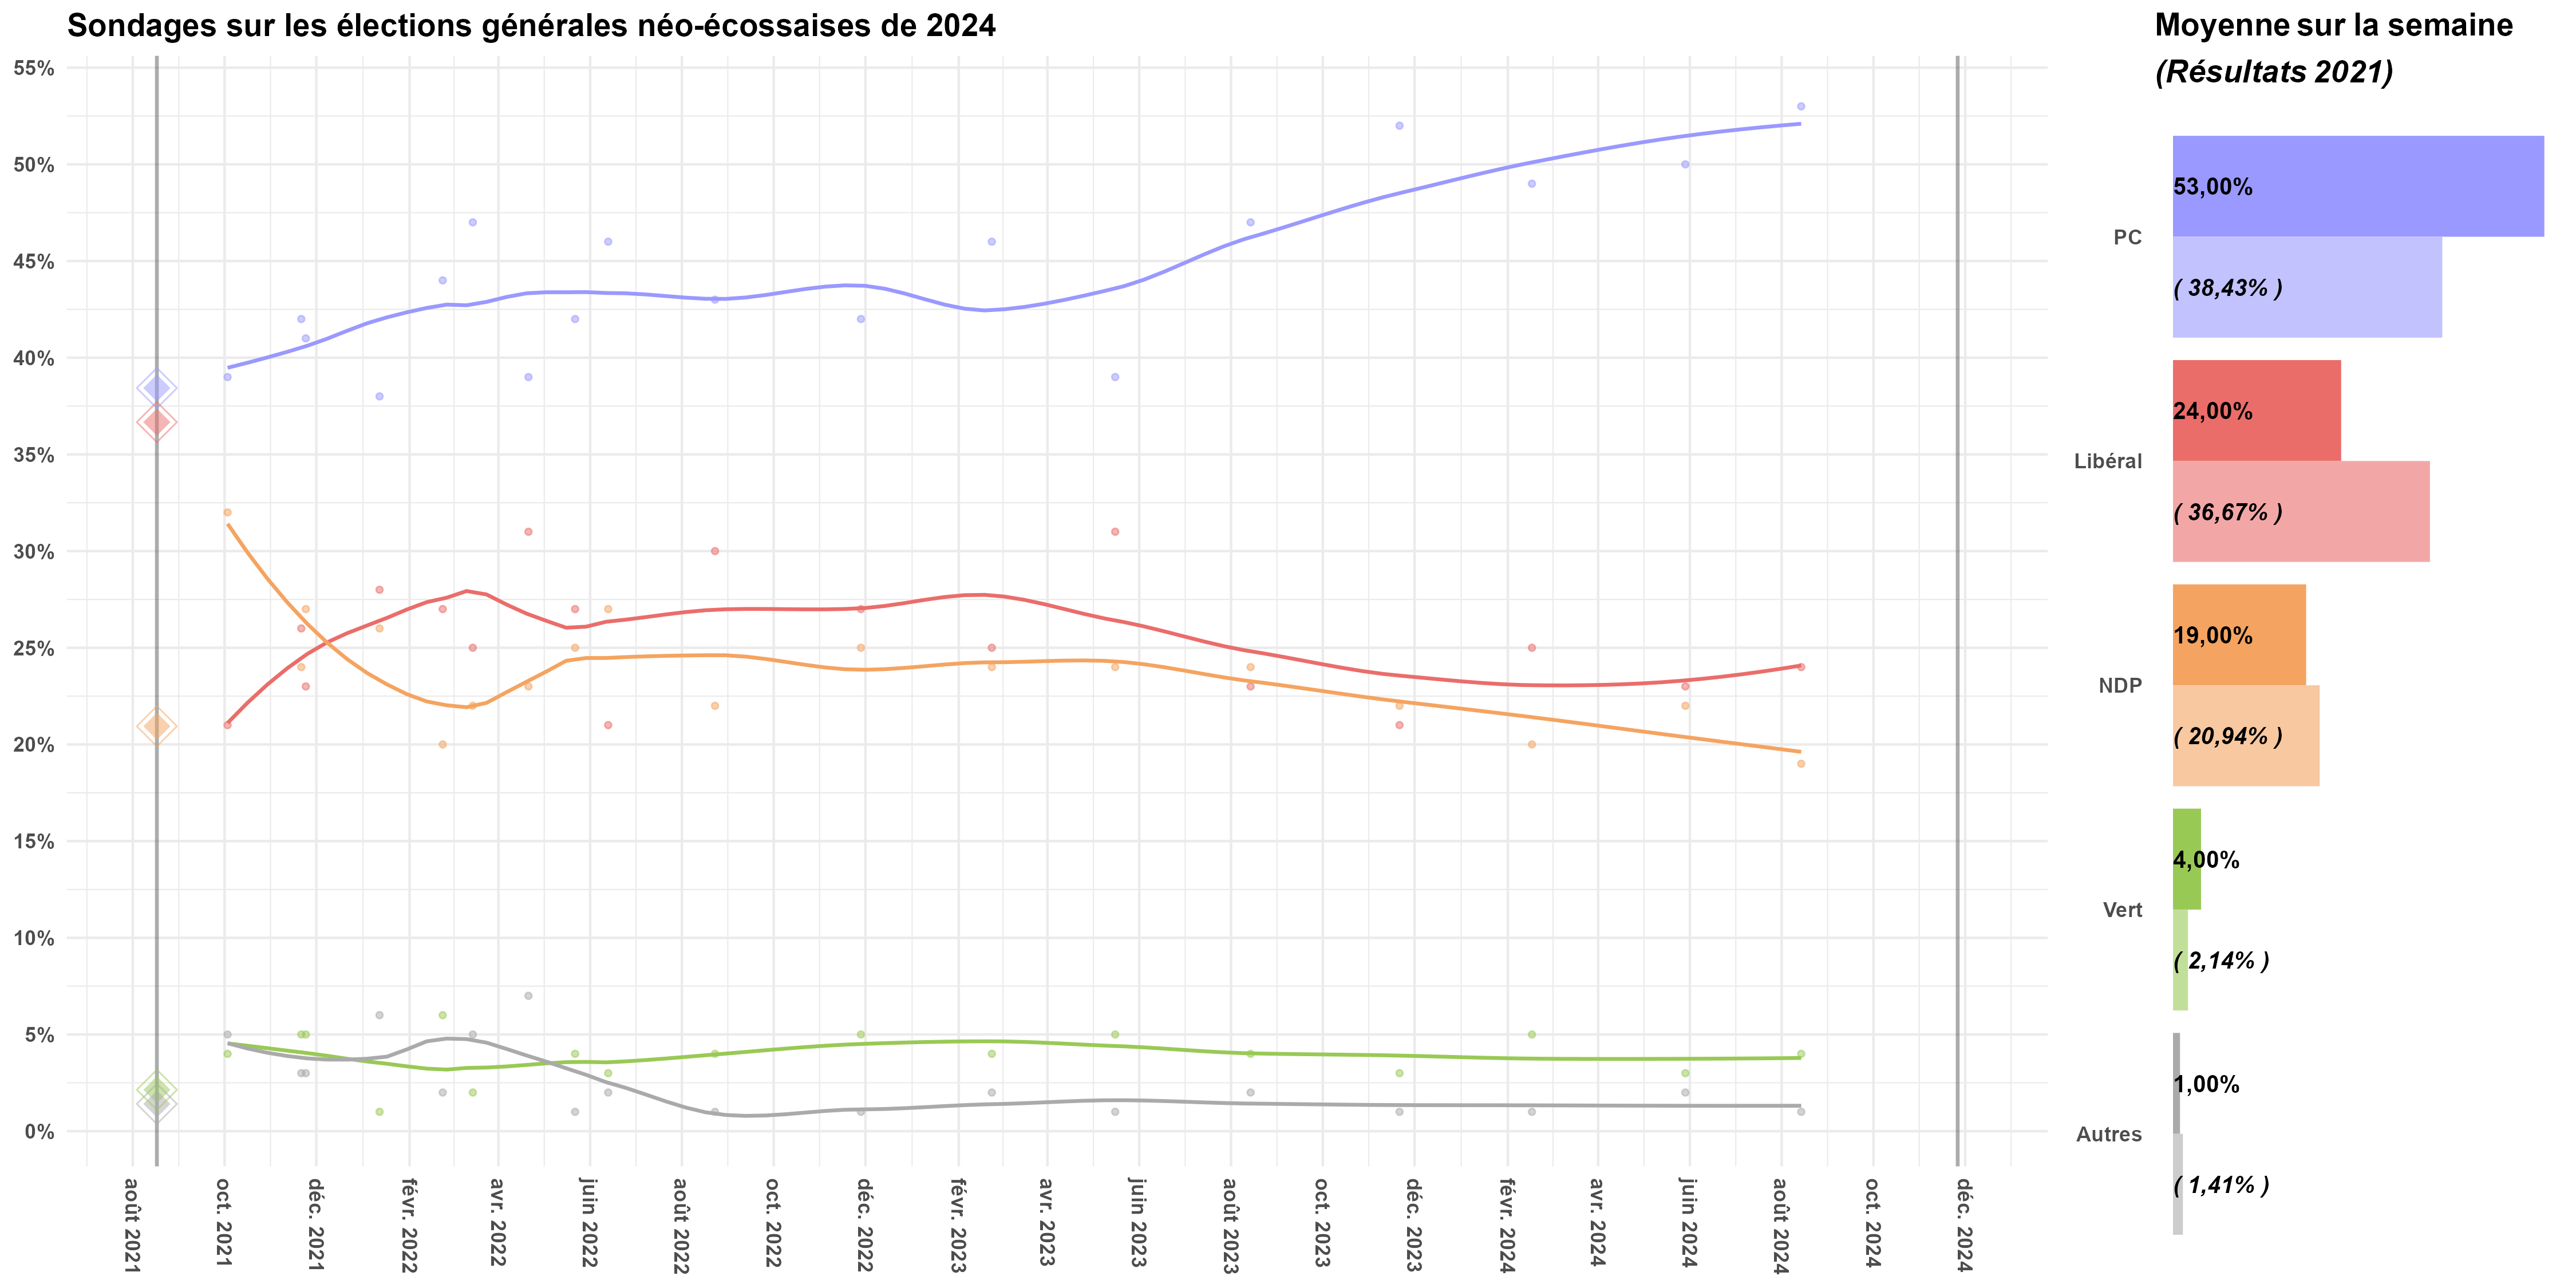 Sondages sur les élections générales néo-écossaises de 2024
55%
50%
45%
40%
35%
30%
25%
20%
15%
10%
5%
0%
août 2021
oct. 2021
déc. 2021
févr. 2022
avr. 2022
juin 2022
août 2022
oct. 2022
déc. 2022
févr. 2023
avr. 2023
juin 2023
août 2023
oct. 2023
déc. 2023
févr. 2024
avr. 2024
juin 2024
août 2024
oct. 2024
déc. 2024
Moyenne sur la semaine
(Résultats 2021)
PC
53,00%
( 38,43% )
Libéral
24,00%
( 36,67% )
NDP
19,00%
( 20,94% )
Vert
4,00%
( 2,14% )
Autres
1,00%
( 1,41% )